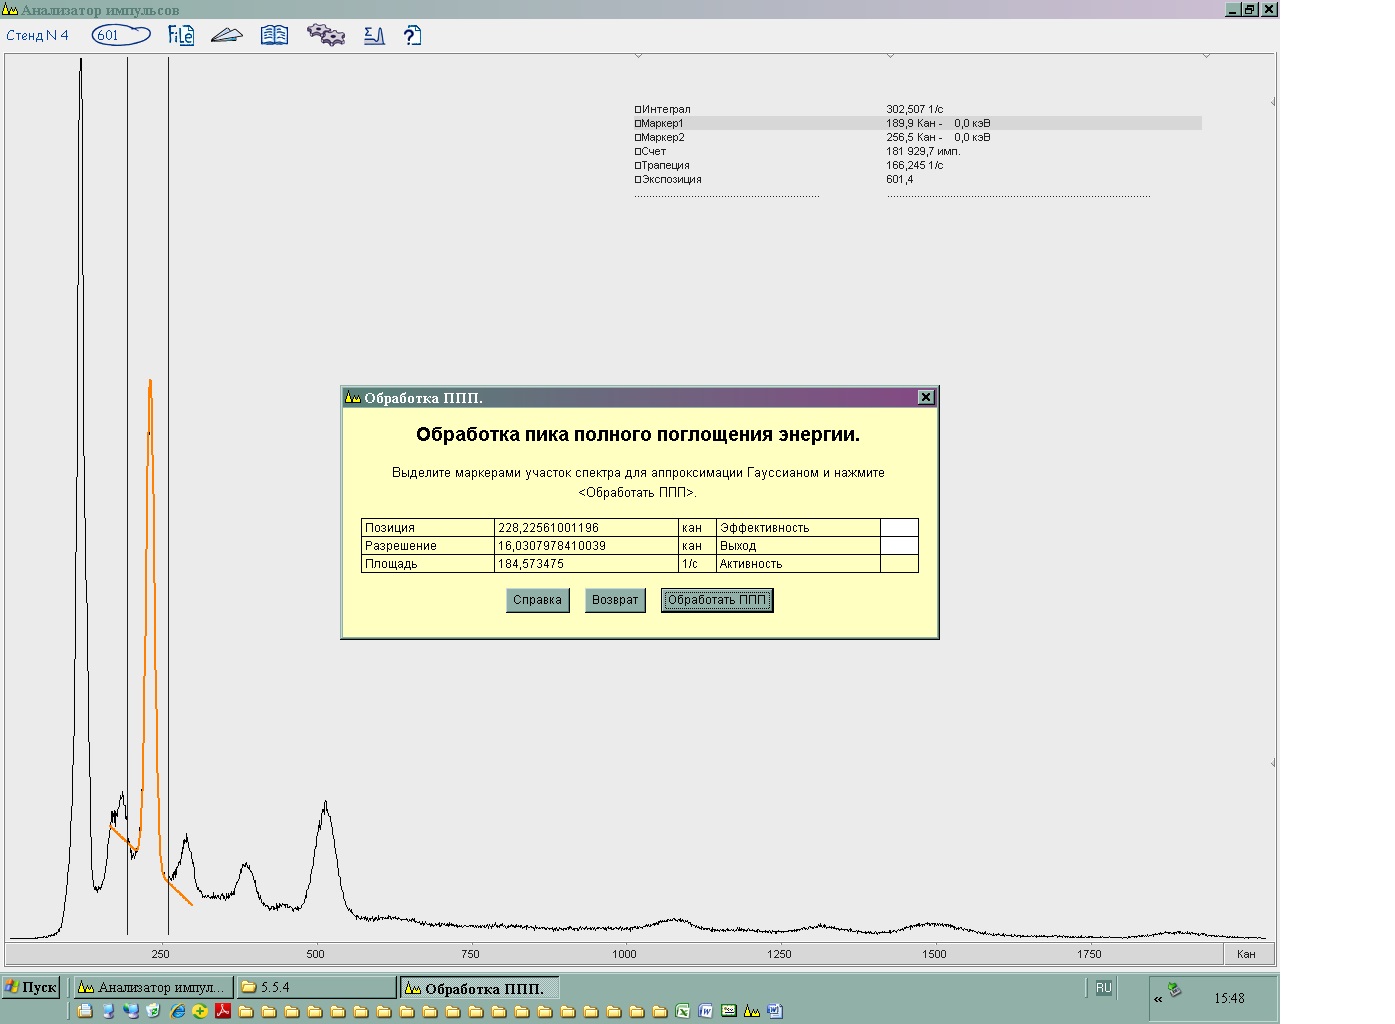 Анализатор импульсов
Стенд N 4 601 File
Интеграл 302,507 1/с
Маркер1 189,9 Кан - 0,0 кэВ
Маркер2 256,5 Кан - 0,0 кэВ
Счет 181 929,7 имп.
Трапеция 166,245 1/с
Экспозиция 601,4
Обработка ППП.
Обработка пика полного поглощения энергии.
Выделите маркерами участок спектра для аппроксимации Гауссианом и нажмите
<Обработать ППП>.
Позиция 228,22561001196 кан Эффективность
Разрешение 16,0307978410039 кан Выход
Площадь 184,573475 1/с Активность
Справка Возврат Обработать ППП
250 500 750 1000 1250 1500 1750 Кан
Пуск Анализатор импул... 5.5.4 Обработка ППП. RU « 15:48